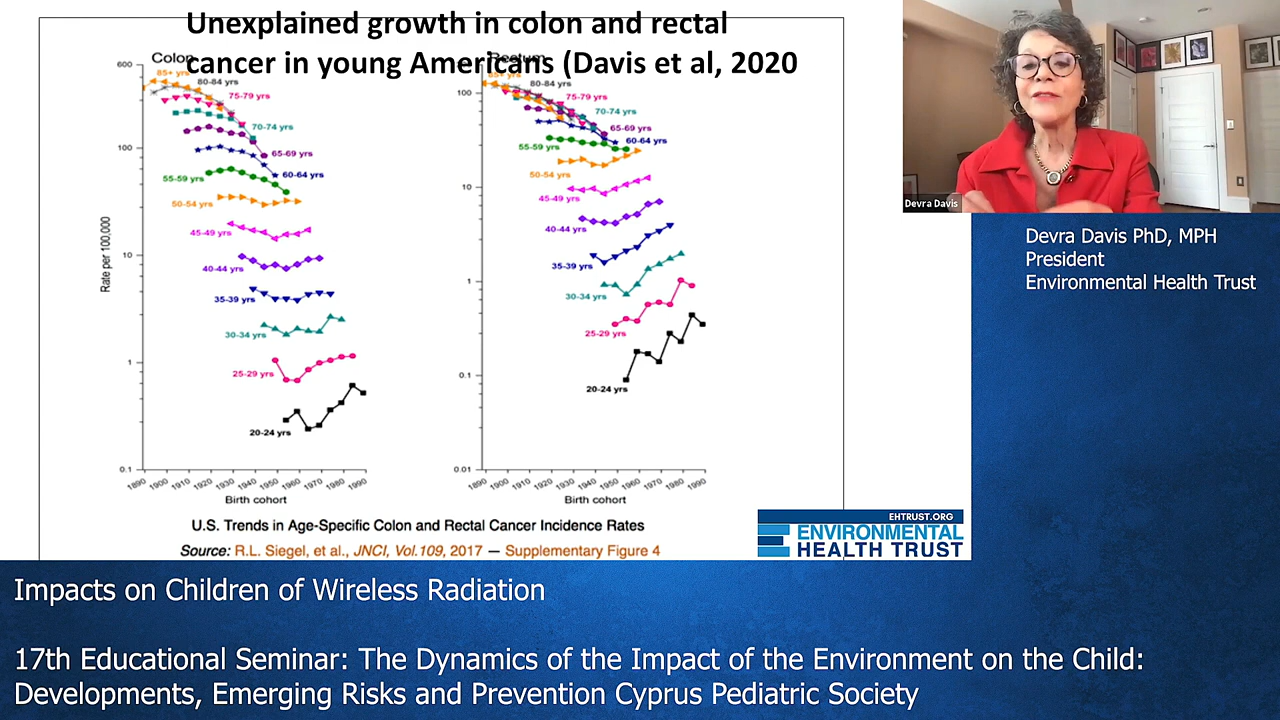 Unexplained growth in colon and rectal
cancer in young Americans (Davis et al, 2020
Colon
Rectum
600
100
10
1
0.1
Rate per 100,000
85+ yrs
80-84 yrs
75-79 yrs
70-74 yrs
65-69 yrs
60-64 yrs
55-59 yrs
50-54 yrs
45-49 yrs
40-44 yrs
35-39 yrs
30-34 yrs
25-29 yrs
20-24 yrs
1890 1900 1910 1920 1930 1940 1950 1960 1970 1980 1990
Birth cohort
100
10
1
0.1
0.01
85+ yrs
80-84 yrs
75-79 yrs
70-74 yrs
65-69 yrs
60-64 yrs
55-59 yrs
50-54 yrs
45-49 yrs
40-44 yrs
35-39 yrs
30-34 yrs
25-29 yrs
20-24 yrs
1890 1900 1910 1920 1930 1940 1950 1960 1970 1980 1990
Birth cohort
U.S. Trends in Age-Specific Colon and Rectal Cancer Incidence Rates
Source: R.L. Siegel, et al., JNCI, Vol.109, 2017 — Supplementary Figure 4
EHTRUST.ORG
ENVIRONMENTAL
HEALTH TRUST
Devra Davis
Devra Davis PhD, MPH
President
Environmental Health Trust
Impacts on Children of Wireless Radiation
17th Educational Seminar: The Dynamics of the Impact of the Environment on the Child:
Developments, Emerging Risks and Prevention Cyprus Pediatric Society